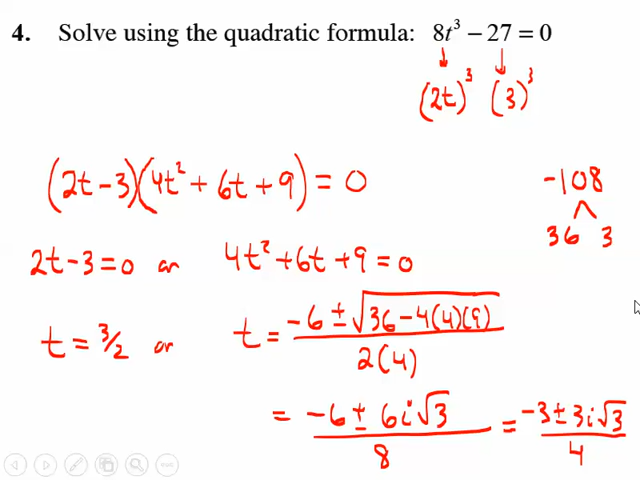 4. Solve using the quadratic formula: 8t³ − 27 = 0
(2t)³ (3)³
(2t − 3)(4t² + 6t + 9) = 0
-108
36 3
2t − 3 = 0 or 4t² + 6t + 9 = 0
t = 3/2 or t = (-6 ± √(36 − 4(4)(9))) / 2(4)
= (-6 ± 6i√3) / 8 = (-3 ± 3i√3) / 4